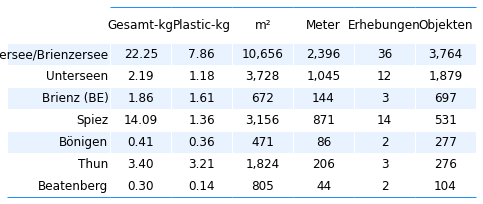 Gesamt-kg Plastic-kg m² Meter Erhebungen Objekten
ersee/Brienzersee 22.25 7.86 10,656 2,396 36 3,764
Unterseen 2.19 1.18 3,728 1,045 12 1,879
Brienz (BE) 1.86 1.61 672 144 3 697
Spiez 14.09 1.36 3,156 871 14 531
Bönigen 0.41 0.36 471 86 2 277
Thun 3.40 3.21 1,824 206 3 276
Beatenberg 0.30 0.14 805 44 2 104